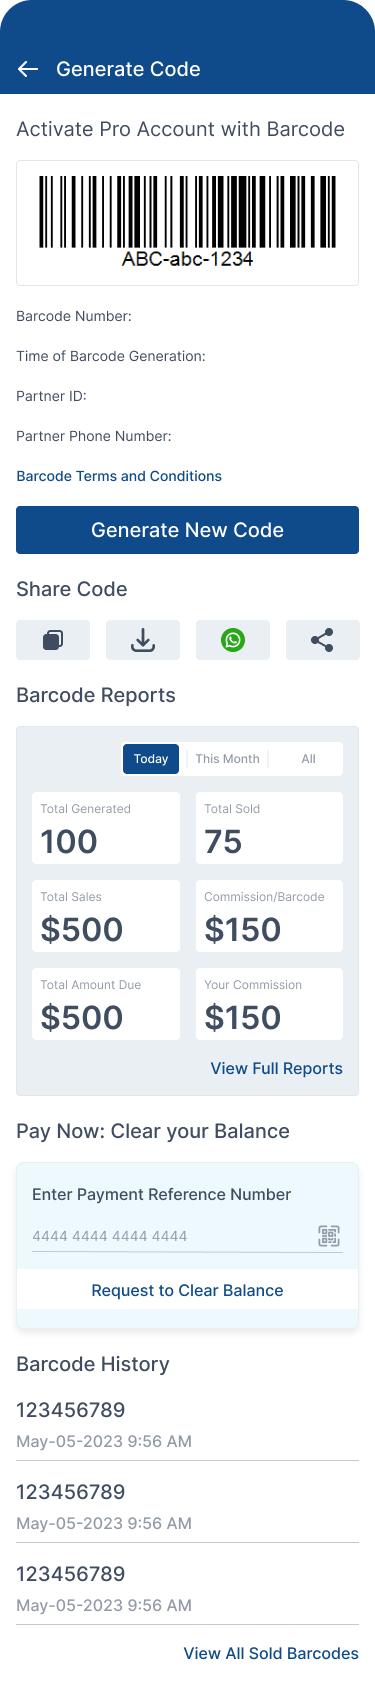 Generate Code
Activate Pro Account with Barcode
ABC-abc-1234
Barcode Number:
Time of Barcode Generation:
Partner ID:
Partner Phone Number:
Barcode Terms and Conditions
Generate New Code
Share Code
Barcode Reports
Today This Month All
Total Generated Total Sold
100 75
Total Sales Commission/Barcode
$500 $150
Total Amount Due Your Commission
$500 $150
View Full Reports
Pay Now: Clear your Balance
Enter Payment Reference Number
4444 4444 4444 4444
Request to Clear Balance
Barcode History
123456789
May-05-2023 9:56 AM
123456789
May-05-2023 9:56 AM
123456789
May-05-2023 9:56 AM
View All Sold Barcodes